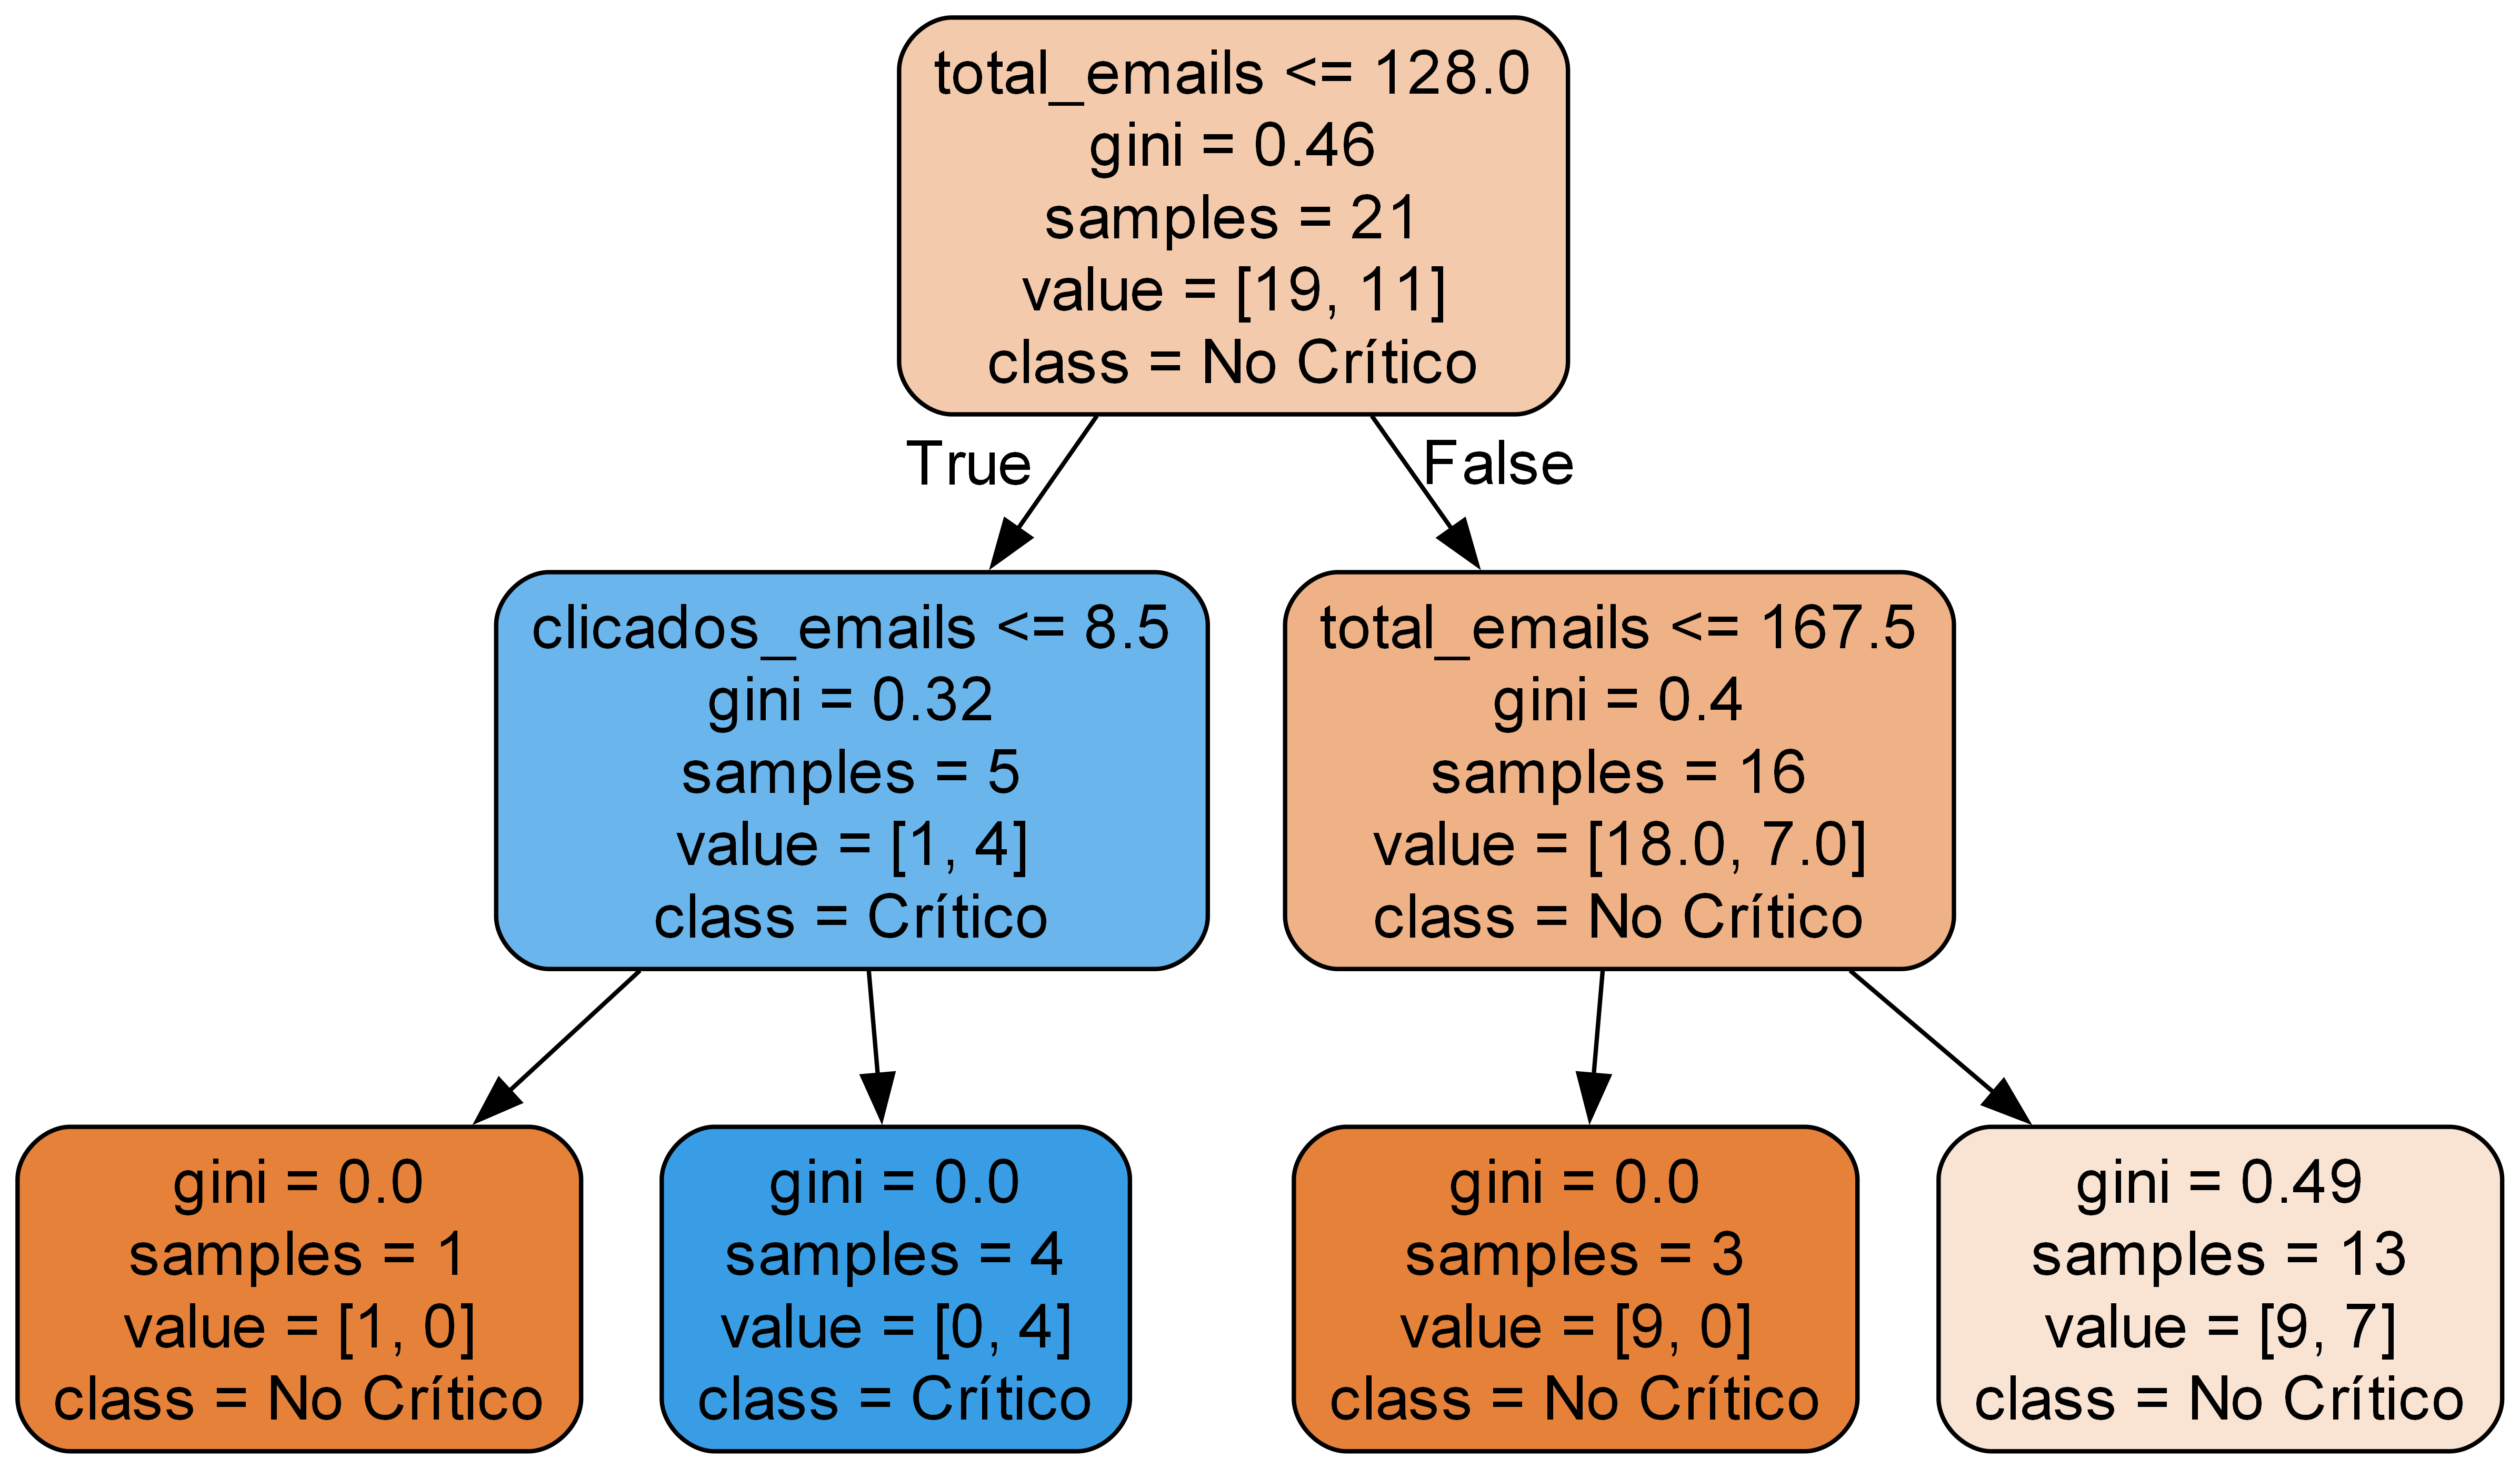 total_emails <= 128.0
gini = 0.46
samples = 21
value = [19, 11]
class = No Crítico
True
False
clicados_emails <= 8.5
gini = 0.32
samples = 5
value = [1, 4]
class = Crítico
total_emails <= 167.5
gini = 0.4
samples = 16
value = [18.0, 7.0]
class = No Crítico
gini = 0.0
samples = 1
value = [1, 0]
class = No Crítico
gini = 0.0
samples = 4
value = [0, 4]
class = Crítico
gini = 0.0
samples = 3
value = [9, 0]
class = No Crítico
gini = 0.49
samples = 13
value = [9, 7]
class = No Crítico